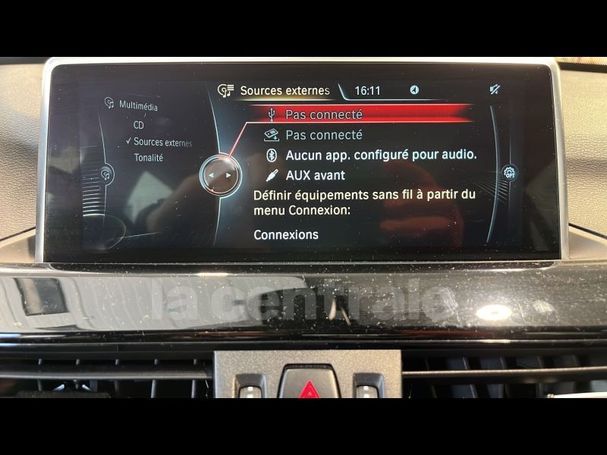 Sources externes
16:11
Multimédia
CD
✓ Sources externes
Tonalité
Pas connecté
Pas connecté
Aucun app. configuré pour audio.
AUX avant
Définir équipements sans fil à partir du
menu Connexion:
Connexions
OFF
la centrale